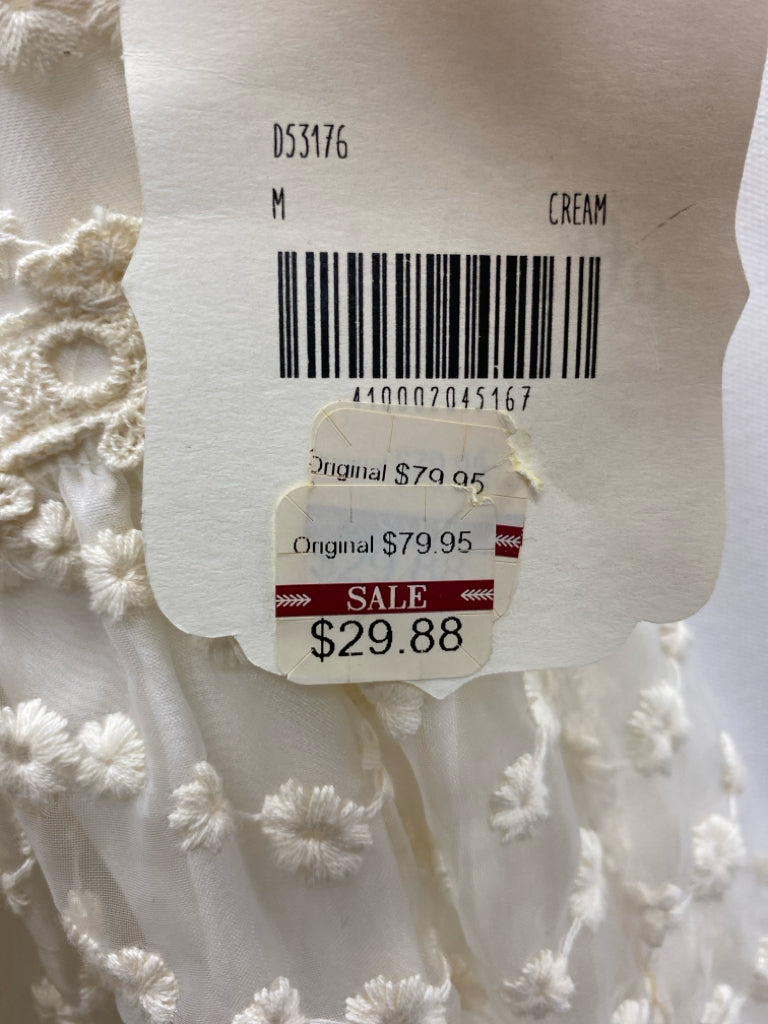 D53176
M CREAM
410002045167
Original $79.95
Original $79.95
SALE
$29.88